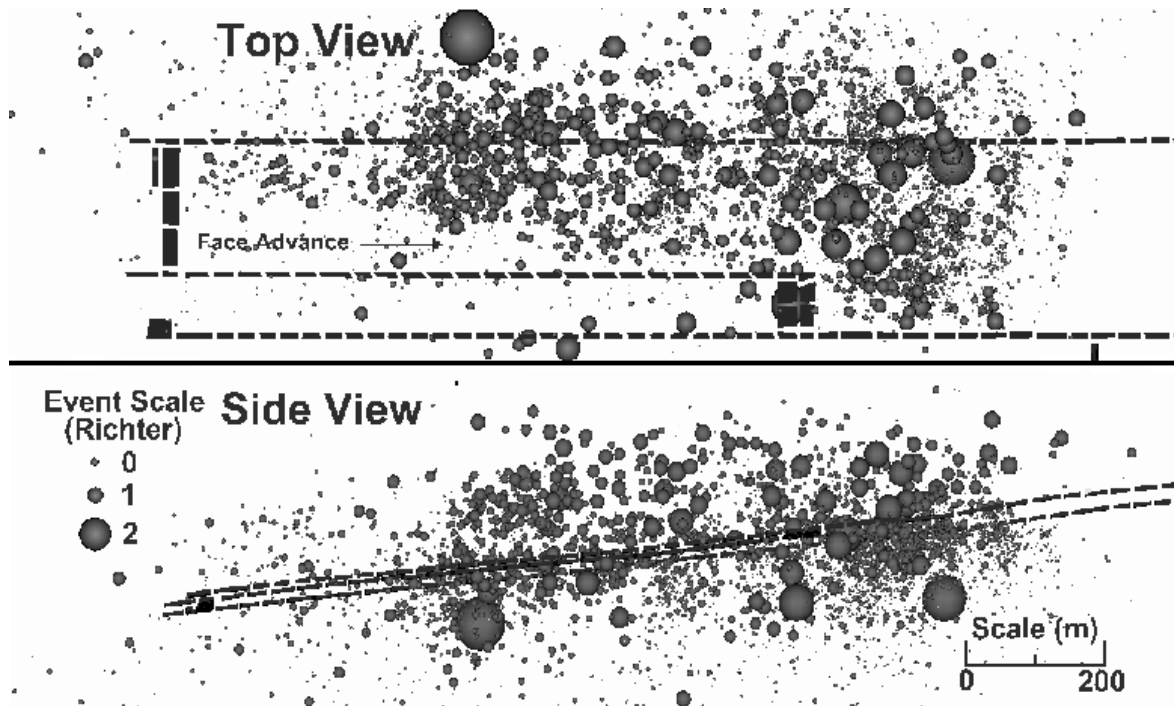 Top View
Face Advance
Side View
Event Scale
(Richter)
0
1
2
Scale (m)
0 200